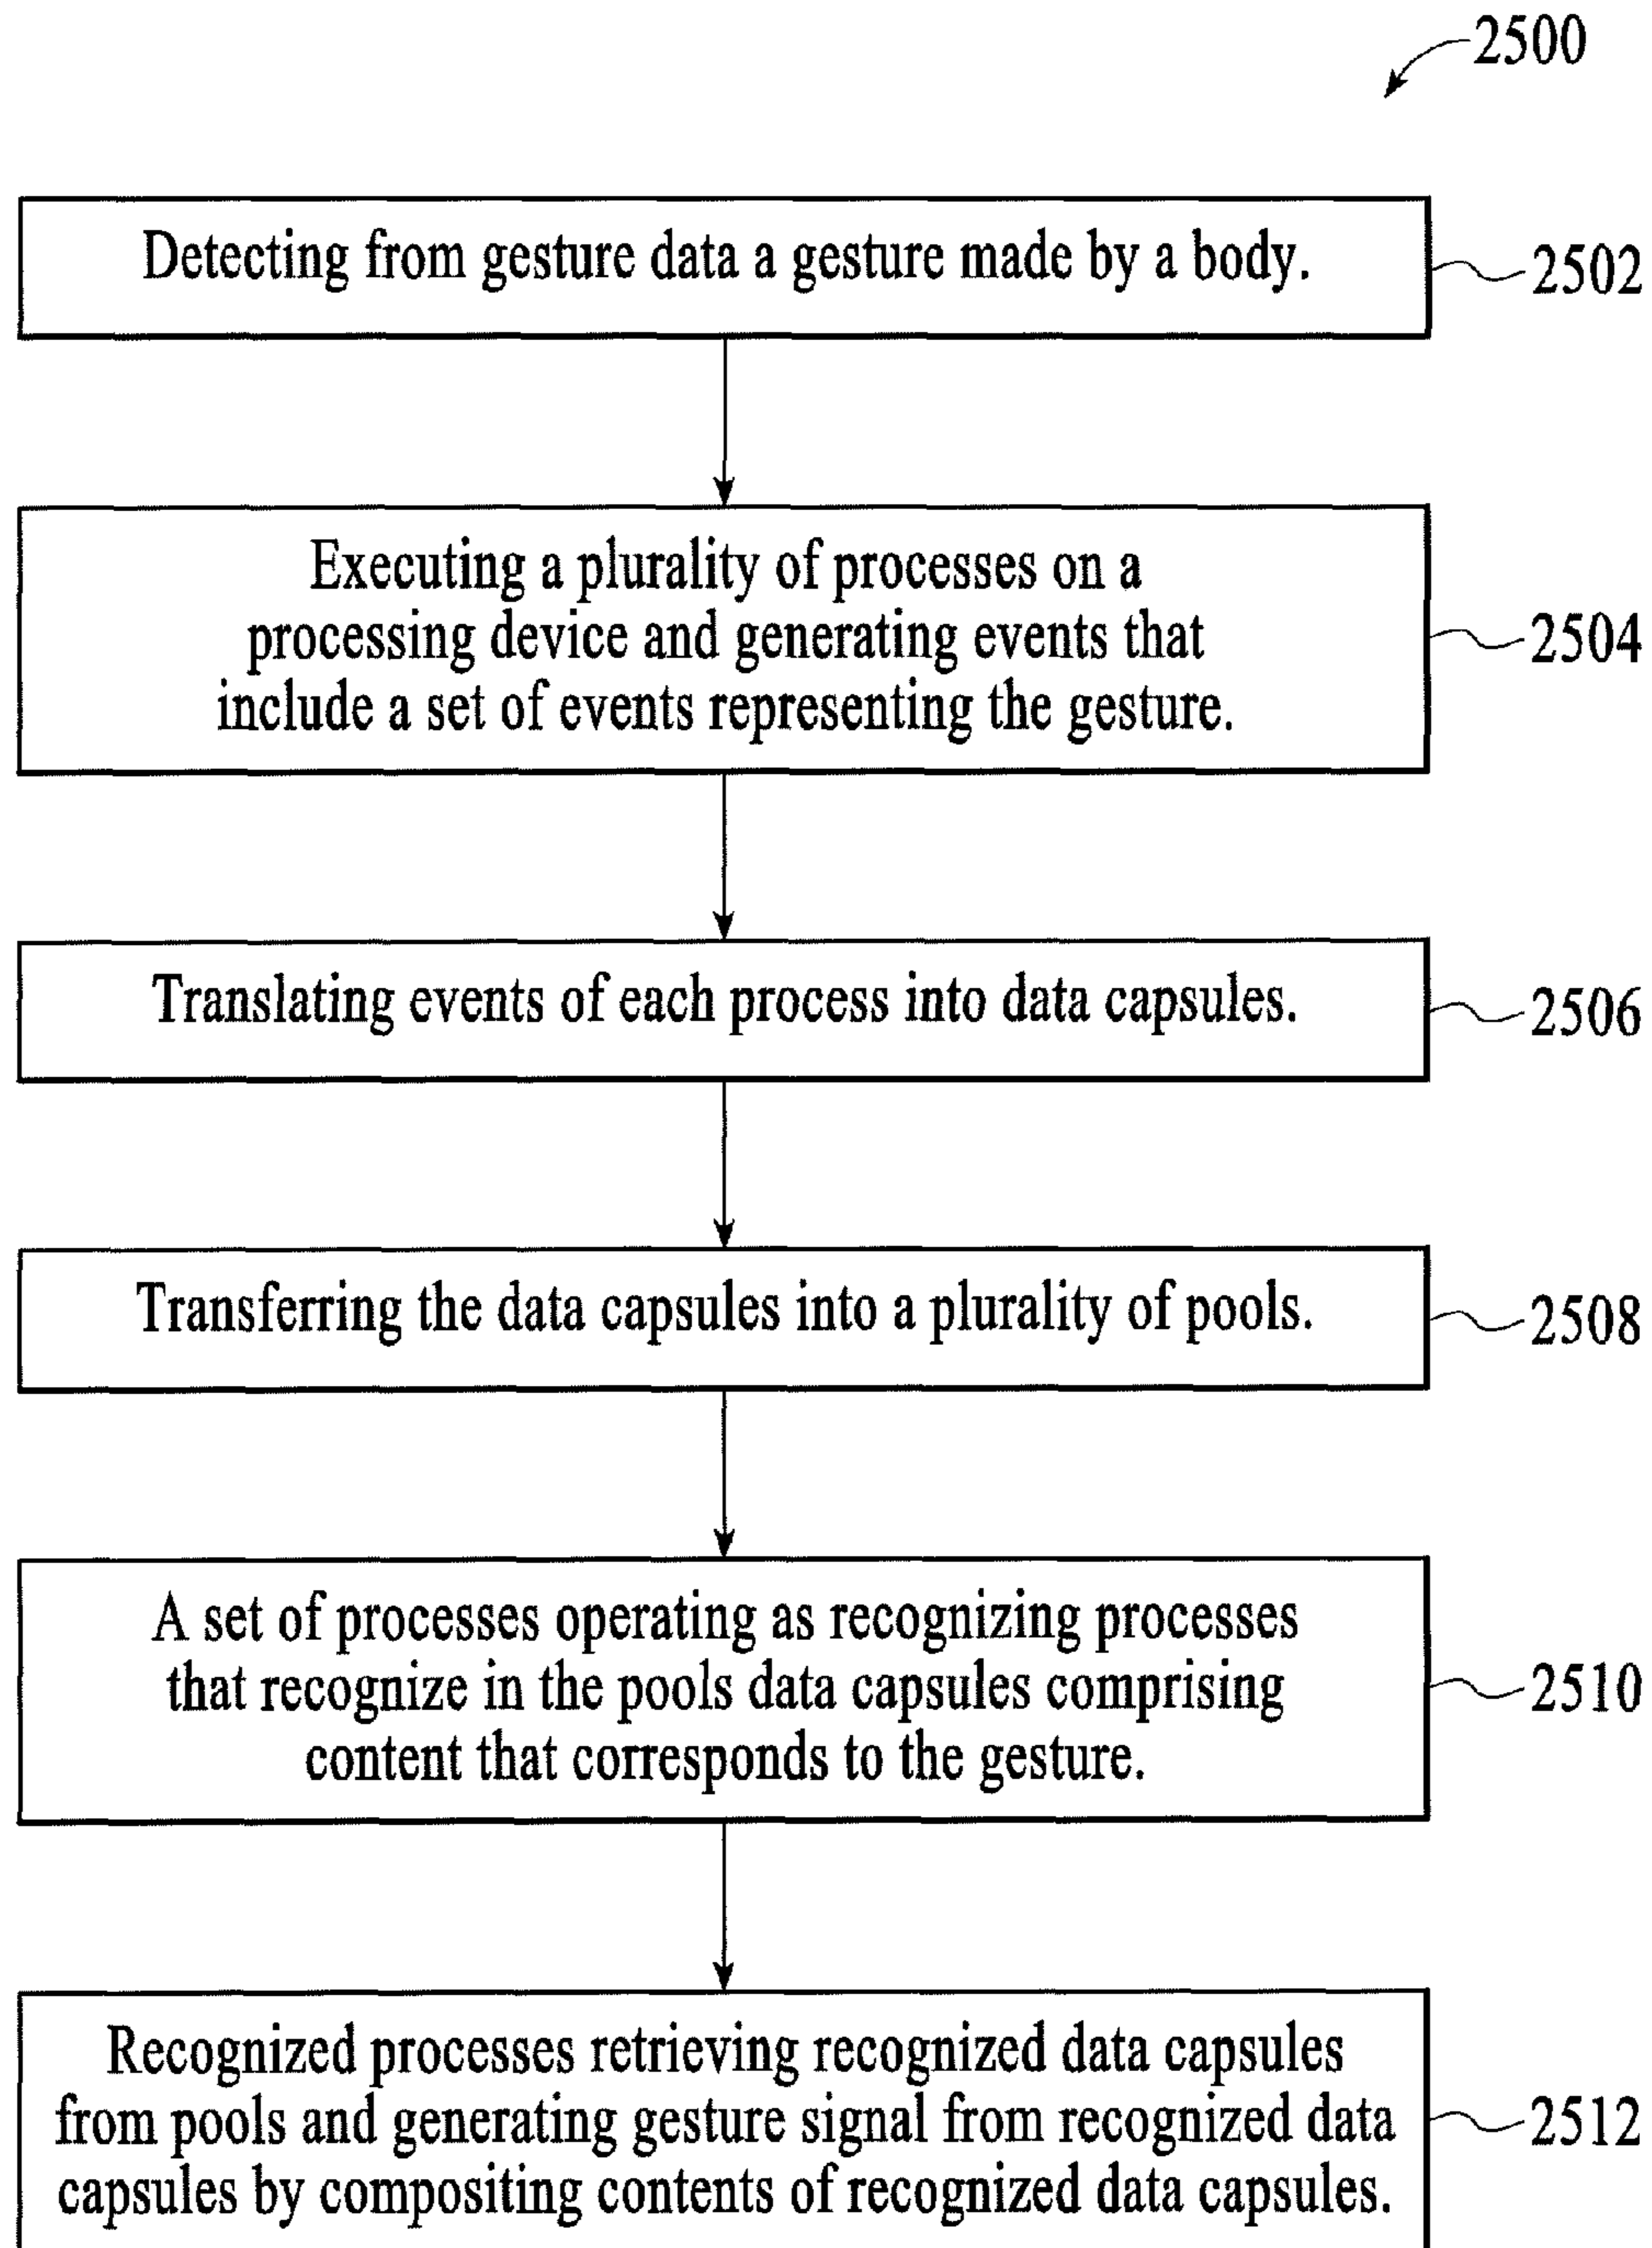 2500
Detecting from gesture data a gesture made by a body.
2502
Executing a plurality of processes on a
processing device and generating events that
include a set of events representing the gesture.
2504
Translating events of each process into data capsules.
2506
Transferring the data capsules into a plurality of pools.
2508
A set of processes operating as recognizing processes
that recognize in the pools data capsules comprising
content that corresponds to the gesture.
2510
Recognized processes retrieving recognized data capsules
from pools and generating gesture signal from recognized data
capsules by compositing contents of recognized data capsules.
2512